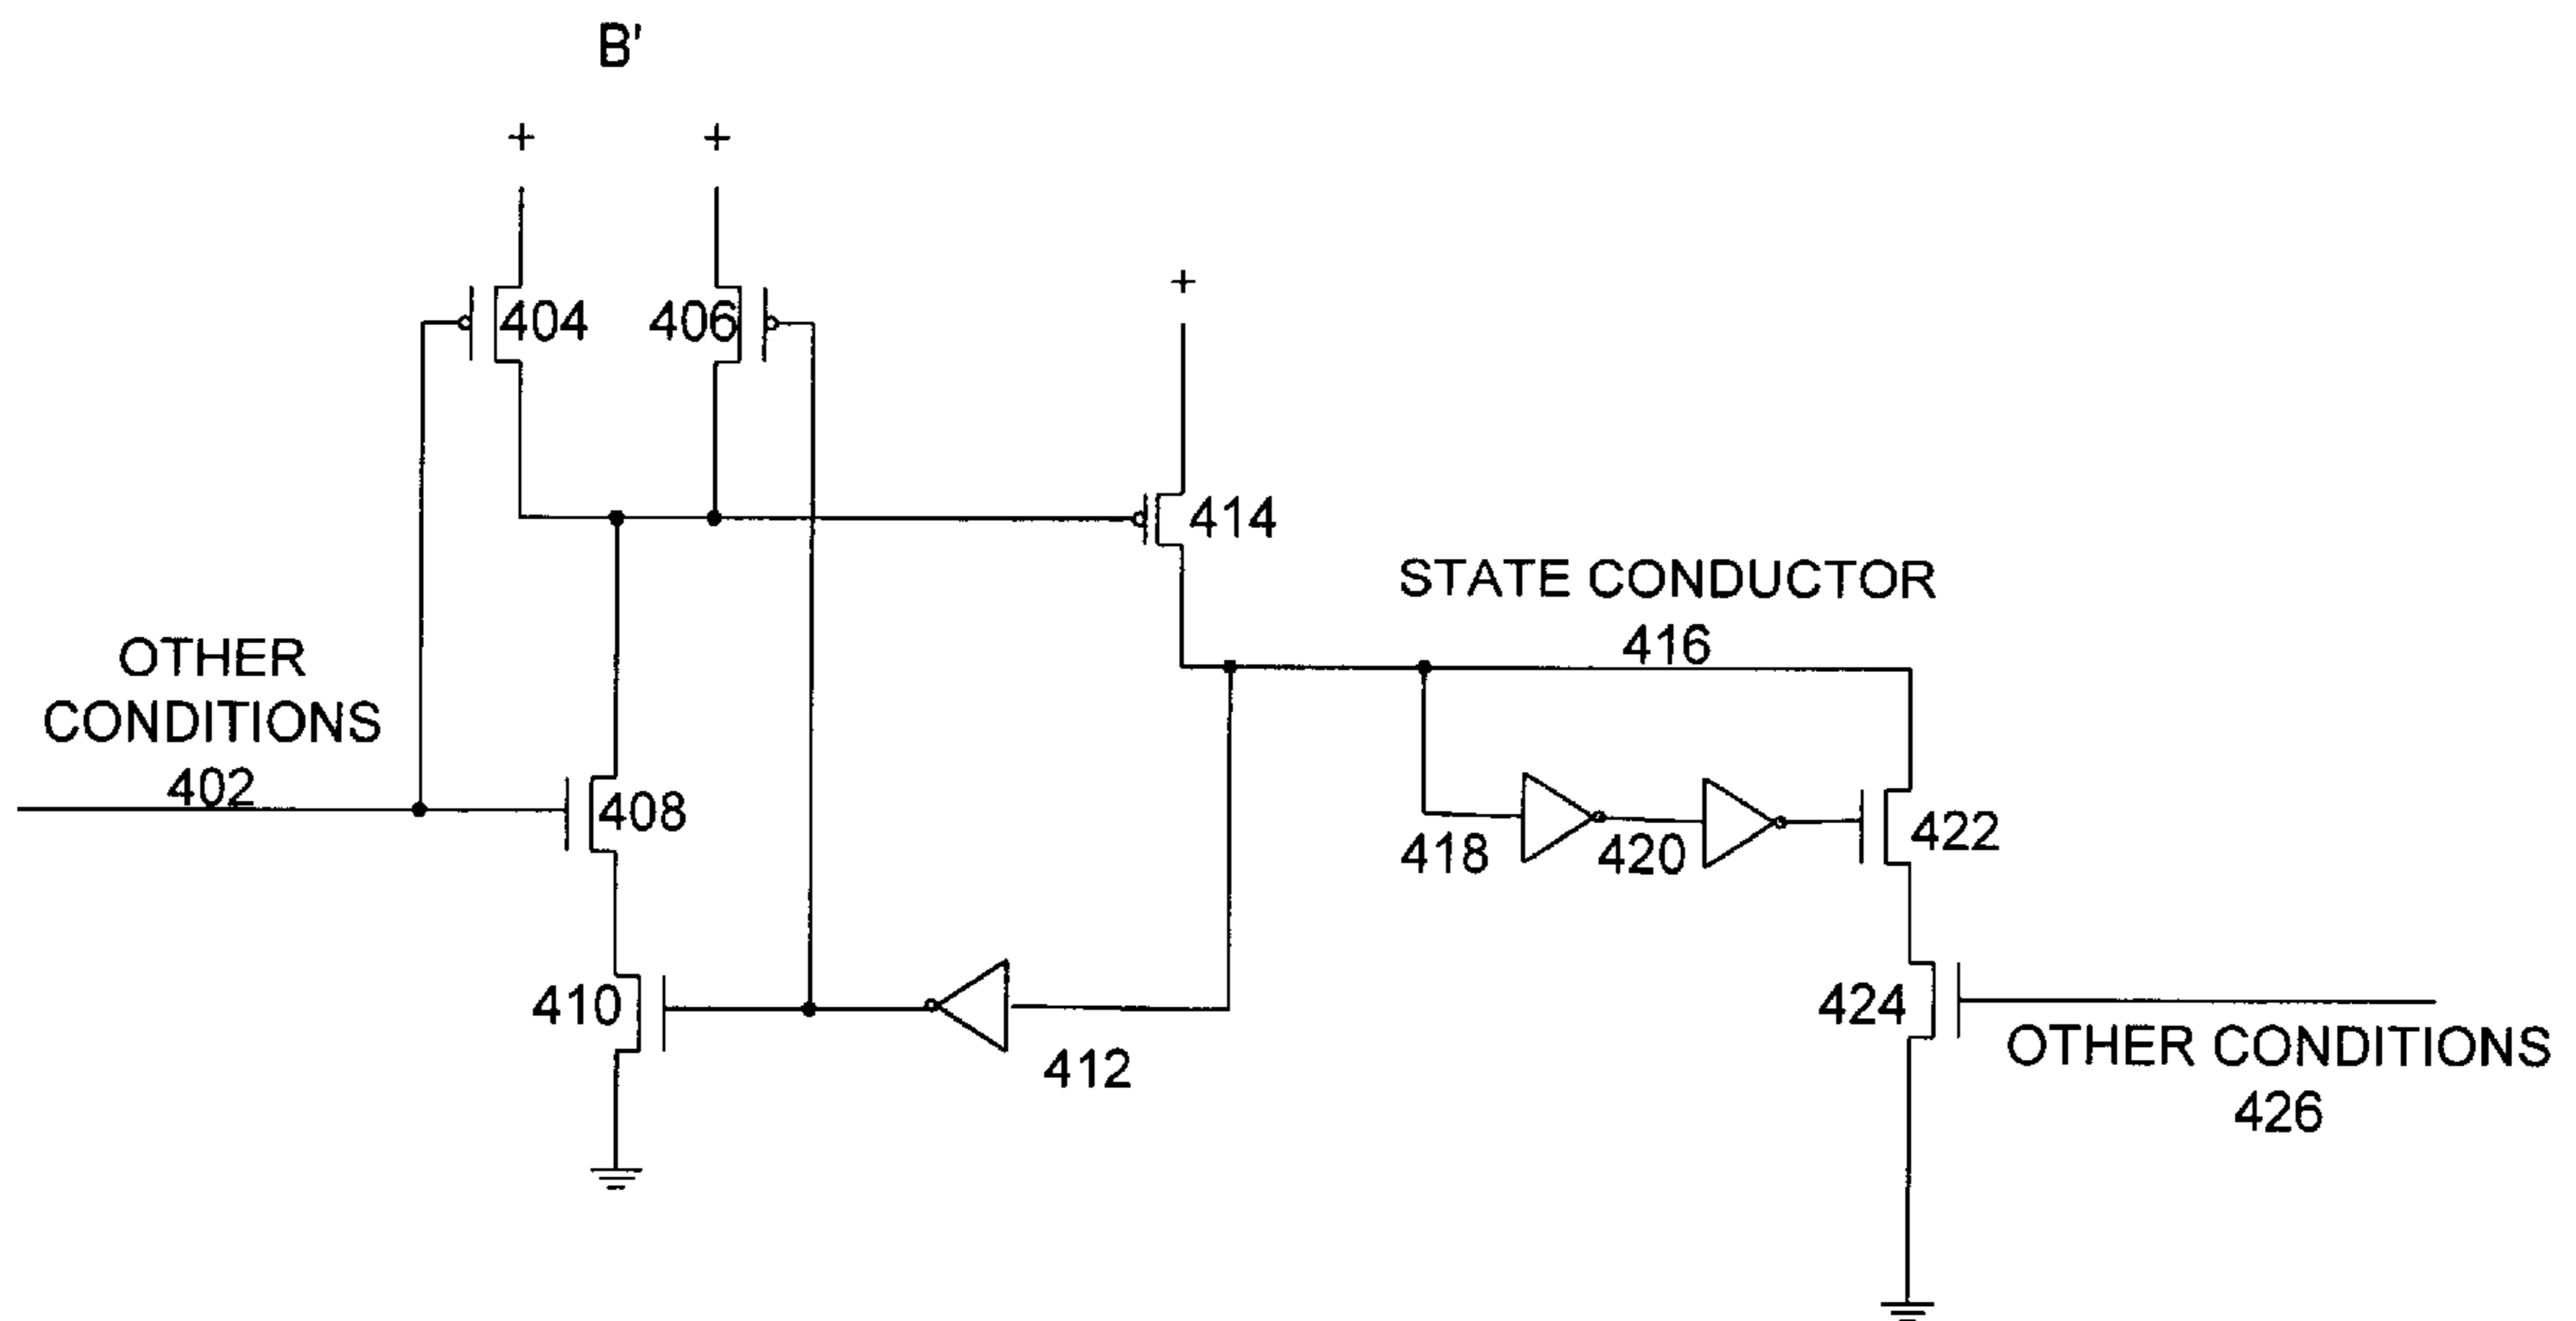 B'
+ +
+
404 406
414
STATE CONDUCTOR
416
OTHER
CONDITIONS
402
408
418 420 422
410
412
424
OTHER CONDITIONS
426